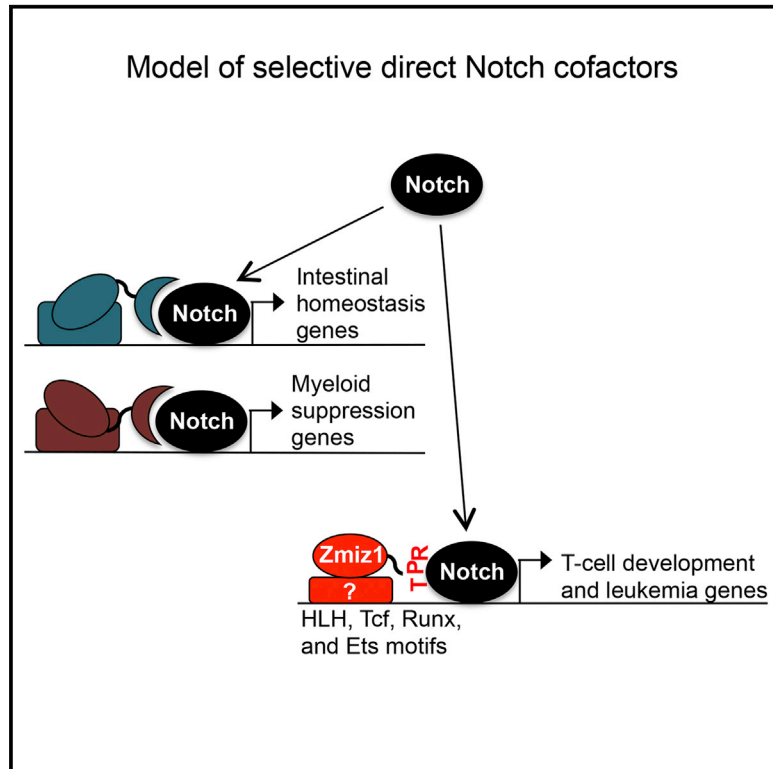 Model of selective direct Notch cofactors
Notch
Notch
Intestinal
homeostasis
genes
Notch
Myeloid
suppression
genes
Zmiz1
?
TPR
Notch
T-cell development
and leukemia genes
HLH, Tcf, Runx,
and Ets motifs